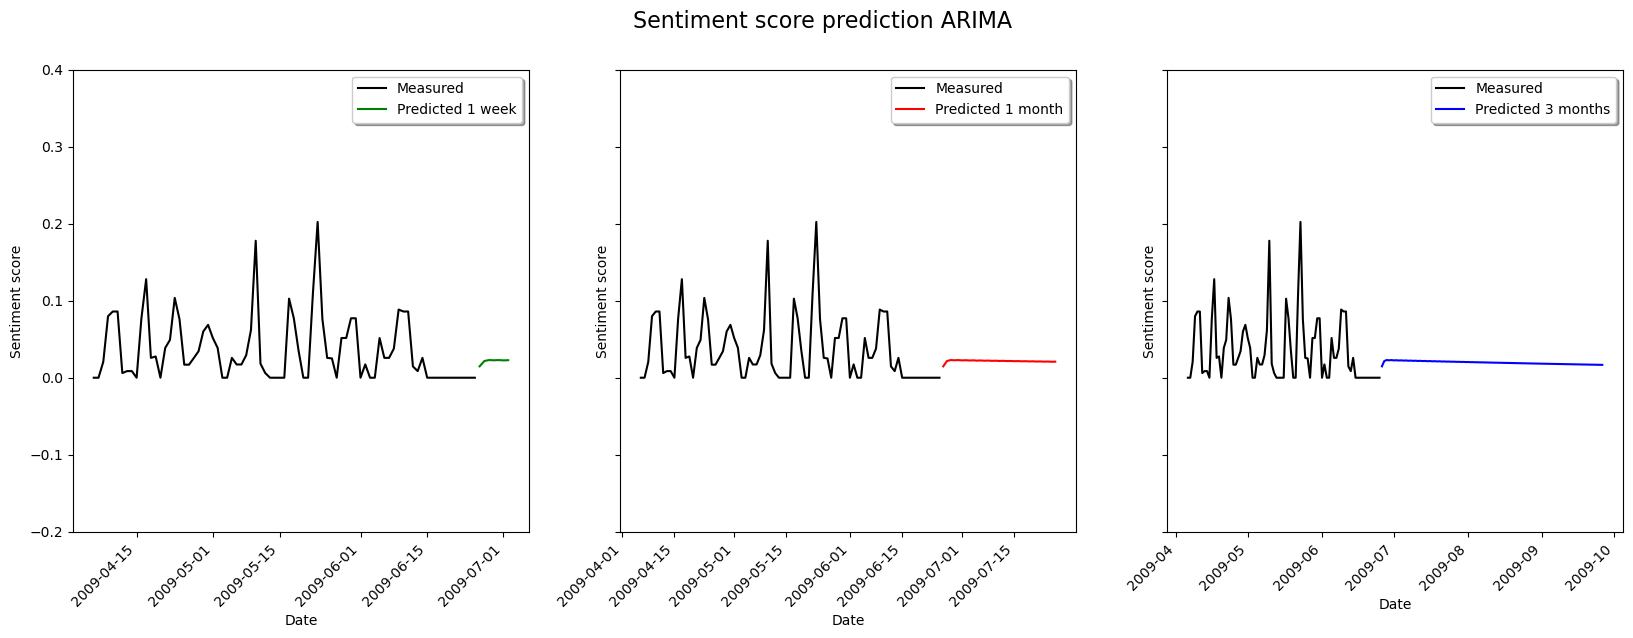 Sentiment score prediction ARIMA
Sentiment score
0.4
0.3
0.2
0.1
0.0
−0.1
−0.2
Measured
Predicted 1 week
2009-04-15
2009-05-01
2009-05-15
2009-06-01
2009-06-15
2009-07-01
Date
Sentiment score
Measured
Predicted 1 month
2009-04-01
2009-04-15
2009-05-01
2009-05-15
2009-06-01
2009-06-15
2009-07-01
2009-07-15
Date
Sentiment score
Measured
Predicted 3 months
2009-04
2009-05
2009-06
2009-07
2009-08
2009-09
2009-10
Date